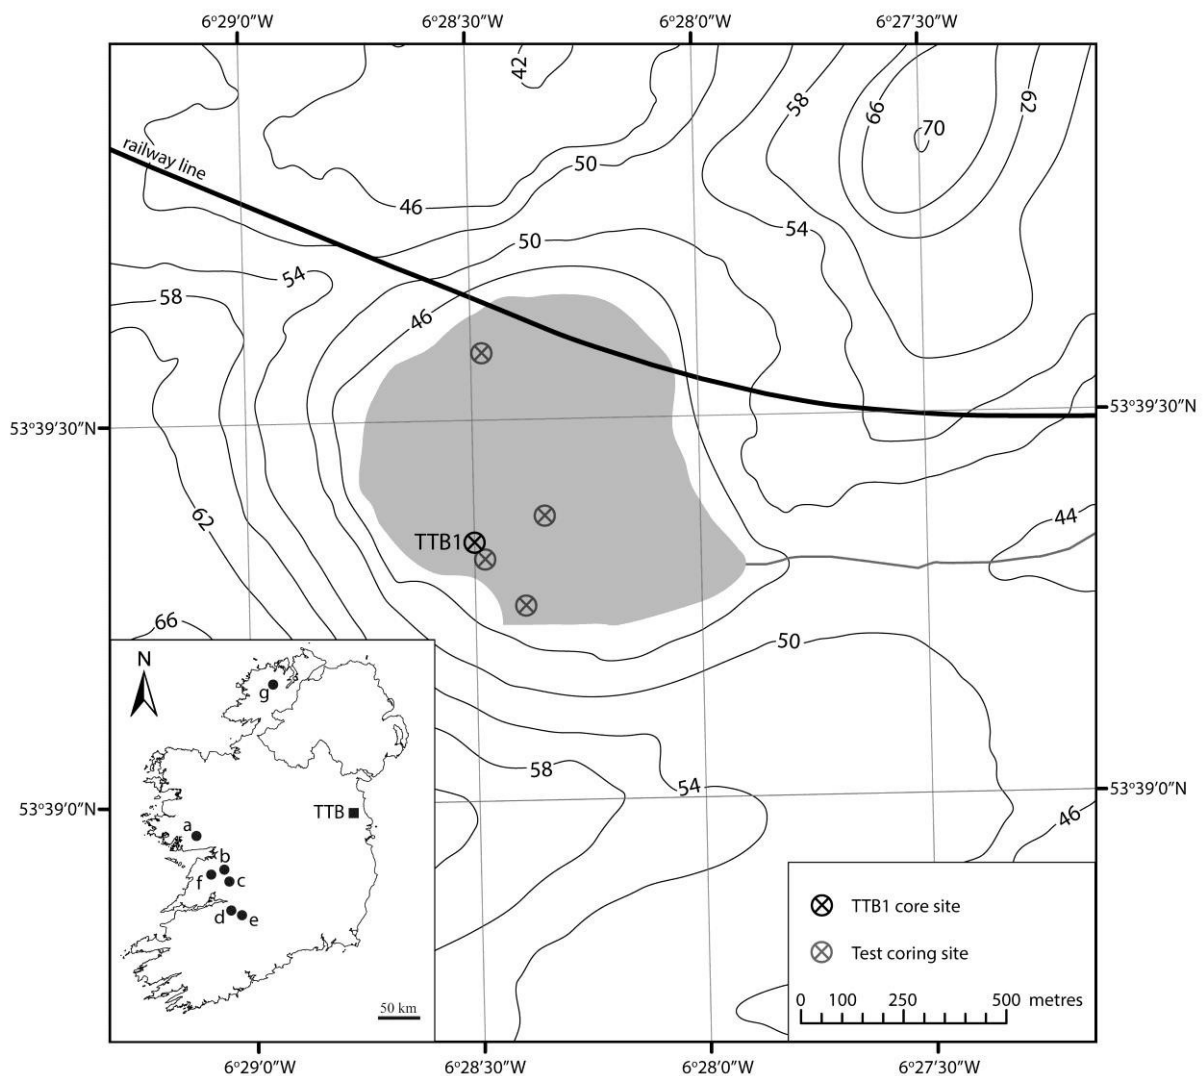 6°29′0″W
6°28′30″W
6°28′0″W
6°27′30″W
42
58
66
70
62
railway line
50
46
54
50
54
58
46
53°39′30″N
53°39′30″N
62
44
TTB1
66
50
N
g
58
54
53°39′0″N
53°39′0″N
TTB
46
a
b
f
c
d
e
TTB1 core site
Test coring site
50 km
0 100 250 500 metres
6°29′0″W
6°28′30″W
6°28′0″W
6°27′30″W